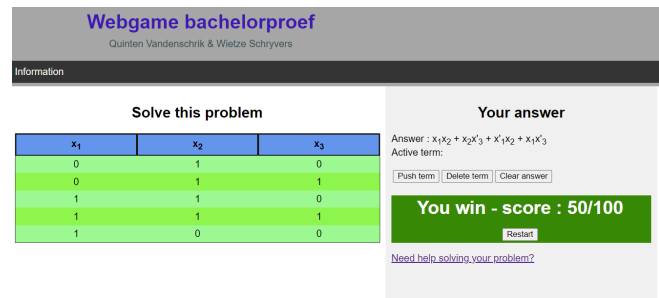 Webgame bachelorproef
Quinten Vandenschrik & Wietze Schryvers
Information
Solve this problem
x₁ x₂ x₃
0 1 0
0 1 1
1 1 0
1 1 1
1 0 0
Your answer
Answer : x₁x₂ + x₂x'₃ + x'₁x₂ + x₁x'₃
Active term:
Push term Delete term Clear answer
You win - score : 50/100
Restart
Need help solving your problem?